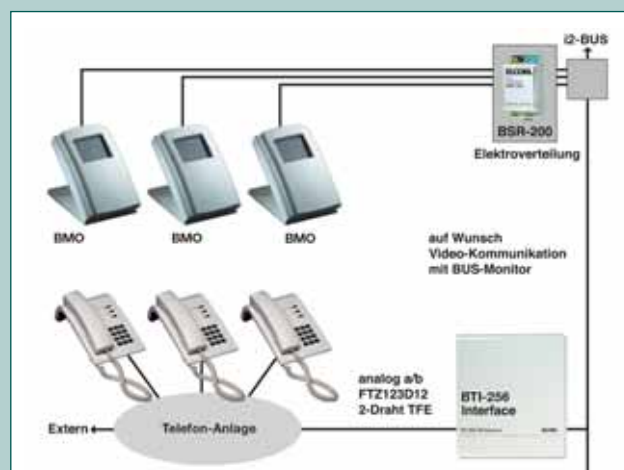 i2-BUS
BSR-200
Elektroverteilung
BMO
BMO
BMO
auf Wunsch
Video-Kommunikation
mit BUS-Monitor
analog a/b
FTZ123D12
2-Draht TFE
BTI-256
Interface
Extern
Telefon-Anlage